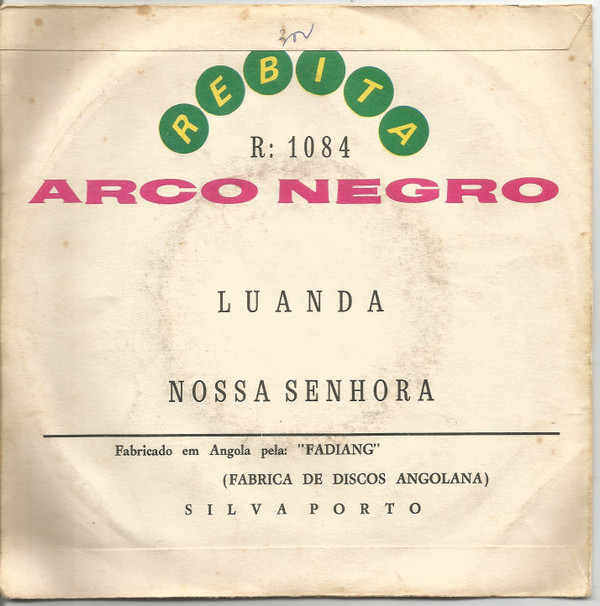 REBITA
R: 1084
ARCO NEGRO
LUANDA
NOSSA SENHORA
Fabricado em Angola pela: "FADIANG"
(FABRICA DE DISCOS ANGOLANA)
SILVA PORTO